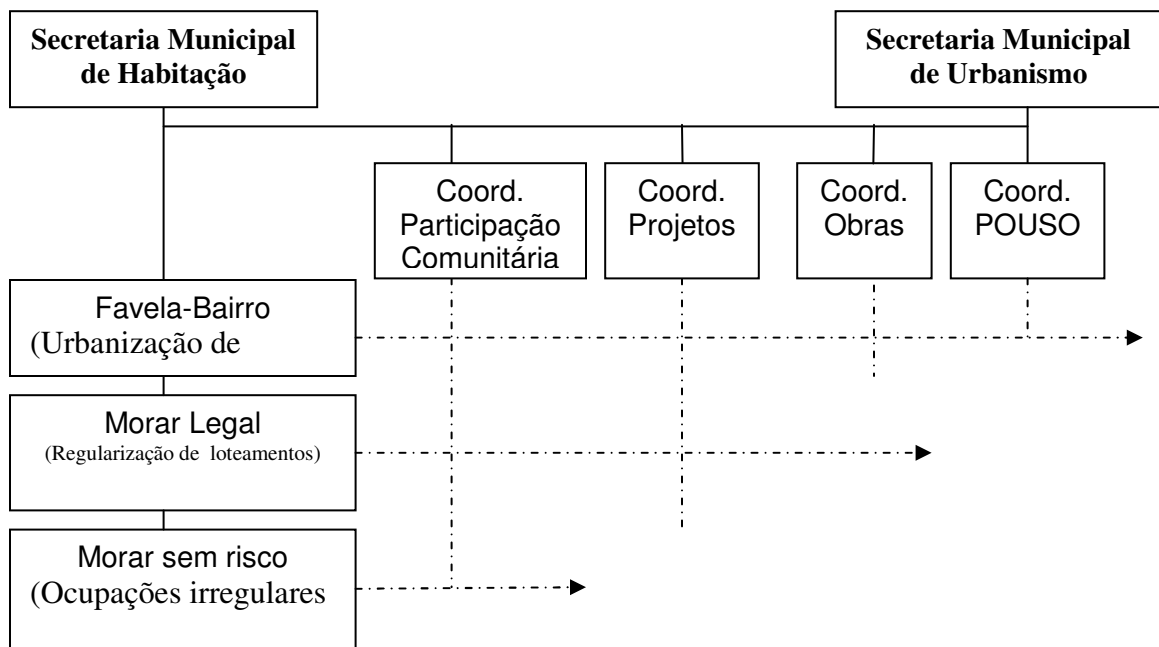 Secretaria Municipal
de Habitação
Secretaria Municipal
de Urbanismo
Coord.
Participação
Comunitária
Coord.
Projetos
Coord.
Obras
Coord.
POUSO
Favela-Bairro
(Urbanização de
Morar Legal
(Regularização de loteamentos)
Morar sem risco
(Ocupações irregulares